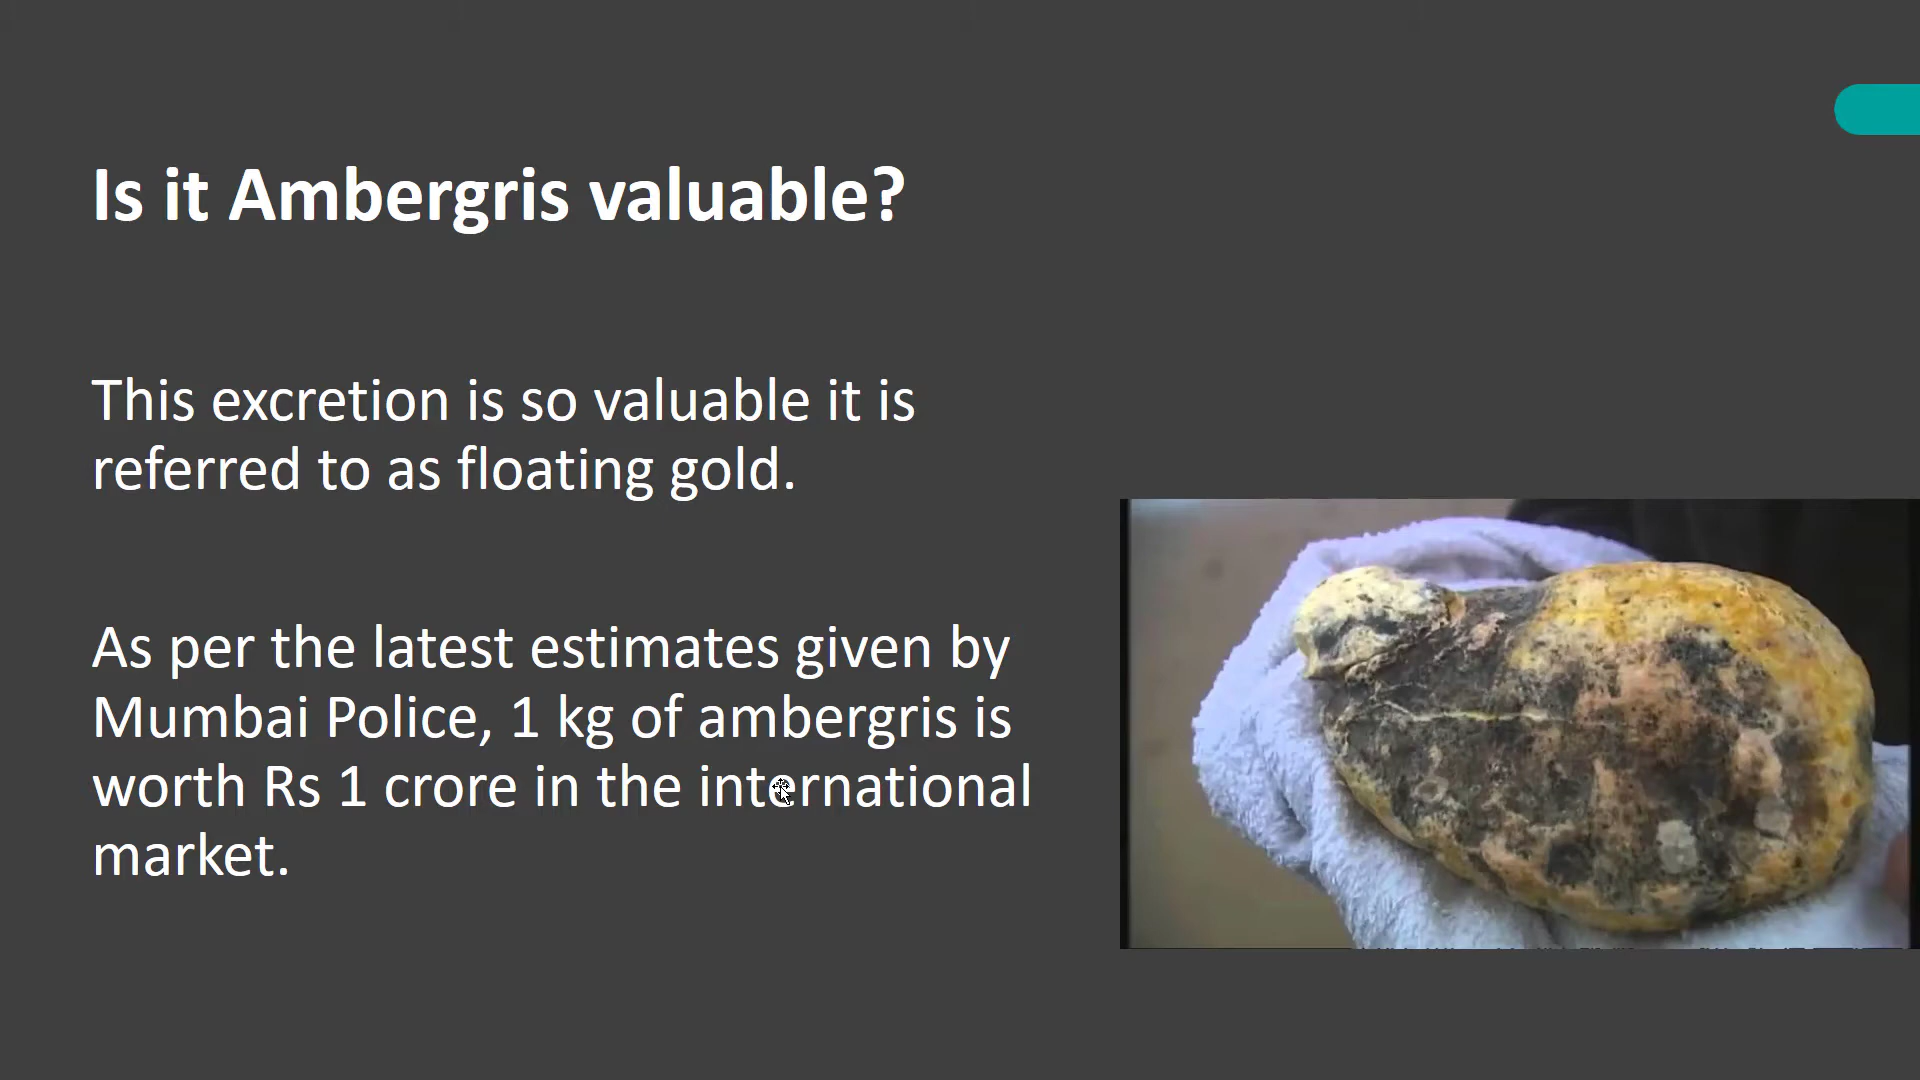 Is it Ambergris valuable?
This excretion is so valuable it is
referred to as floating gold.
As per the latest estimates given by
Mumbai Police, 1 kg of ambergris is
worth Rs 1 crore in the international
market.